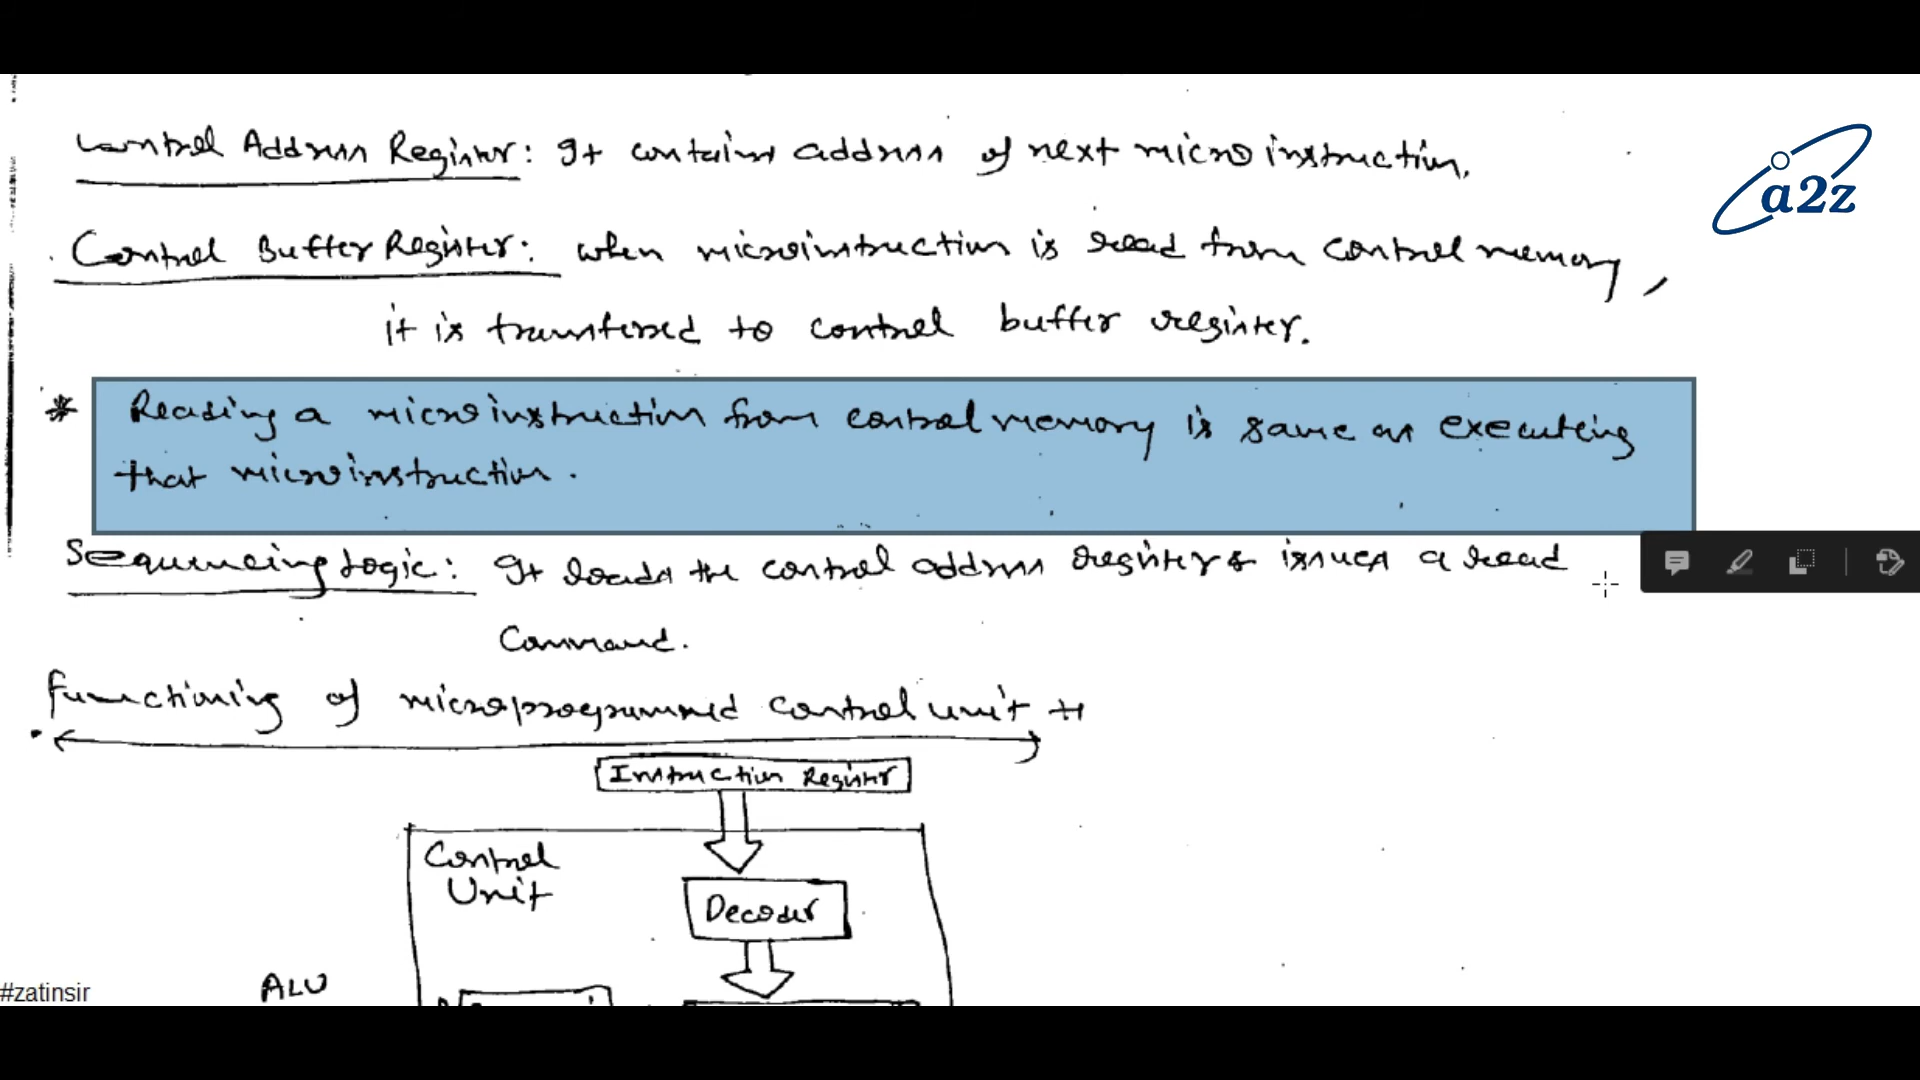 Control Address Register: It contains address of next microinstruction.
a2z
Control Buffer Register: when microinstruction is read from control memory,
it is transferred to control buffer register.
* Reading a microinstruction from control memory is same as executing
that microinstruction.
Sequencing Logic: It loads the control address register & issues a read
Command.
Functioning of microprogrammed control unit
Instruction Register
Control
Unit
Decoder
ALU
#zatinsir